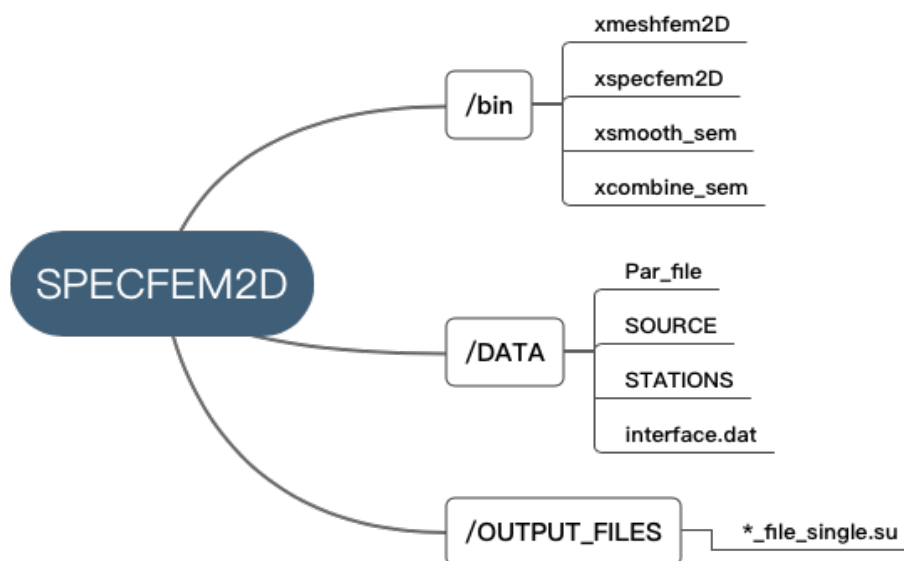 SPECFEM2D
/bin
xmeshfem2D
xspecfem2D
xsmooth_sem
xcombine_sem
/DATA
Par_file
SOURCE
STATIONS
interface.dat
/OUTPUT_FILES
*_file_single.su